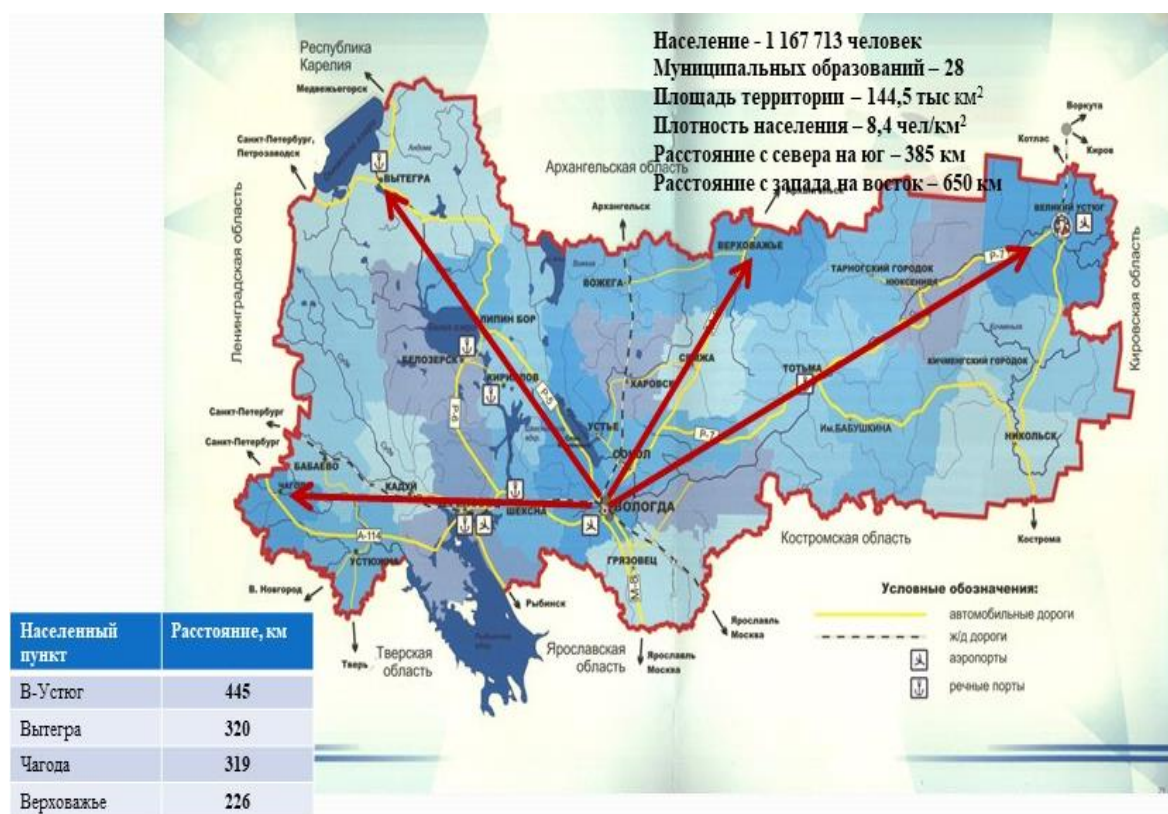 Население - 1 167 713 человек
Муниципальных образований – 28
Площадь территории – 144,5 тыс км²
Плотность населения – 8,4 чел/км²
Расстояние с севера на юг – 385 км
Расстояние с запада на восток – 650 км
Республика
Карелия
Медвежьегорск
Санкт-Петербург,
Петрозаводск
Андома
ВЫТЕГРА
Архангельская область
Архангельск
Воркута
Котлас
Киров
ВЕЛИКИЙ УСТЮГ
Ленинградская область
Кировская область
ВЕРХОВАЖЬЕ
ВОЖЕГА
Р-7
ТАРНОГСКИЙ ГОРОДОК
НЮКСЕНИЦА
ЛИПИН БОР
БЕЛОЗЕРСК
КИРИЛЛОВ
ХАРОВСК
ТОТЬМА
КИЧМЕНГСКИЙ ГОРОДОК
Р-6
Р-5
УСТЬЕ
Р-7
Им.БАБУШКИНА
НИКОЛЬСК
Санкт-Петербург
Санкт-Петербург
СОКОЛ
БАБАЕВО
КАДУЙ
ШЕКСНА
ВОЛОГДА
А-114
УСТЮЖНА
ГРЯЗОВЕЦ
М-8
Костромская область
Кострома
В. Новгород
Рыбинск
Тверь
Тверская
область
Ярославская
область
Ярославль
Москва
Ярославль
Москва
Условные обозначения:
автомобильные дороги
ж/д дороги
аэропорты
речные порты
Населенный пункт Расстояние, км
В-Устюг 445
Вытегра 320
Чагода 319
Верховажье 226